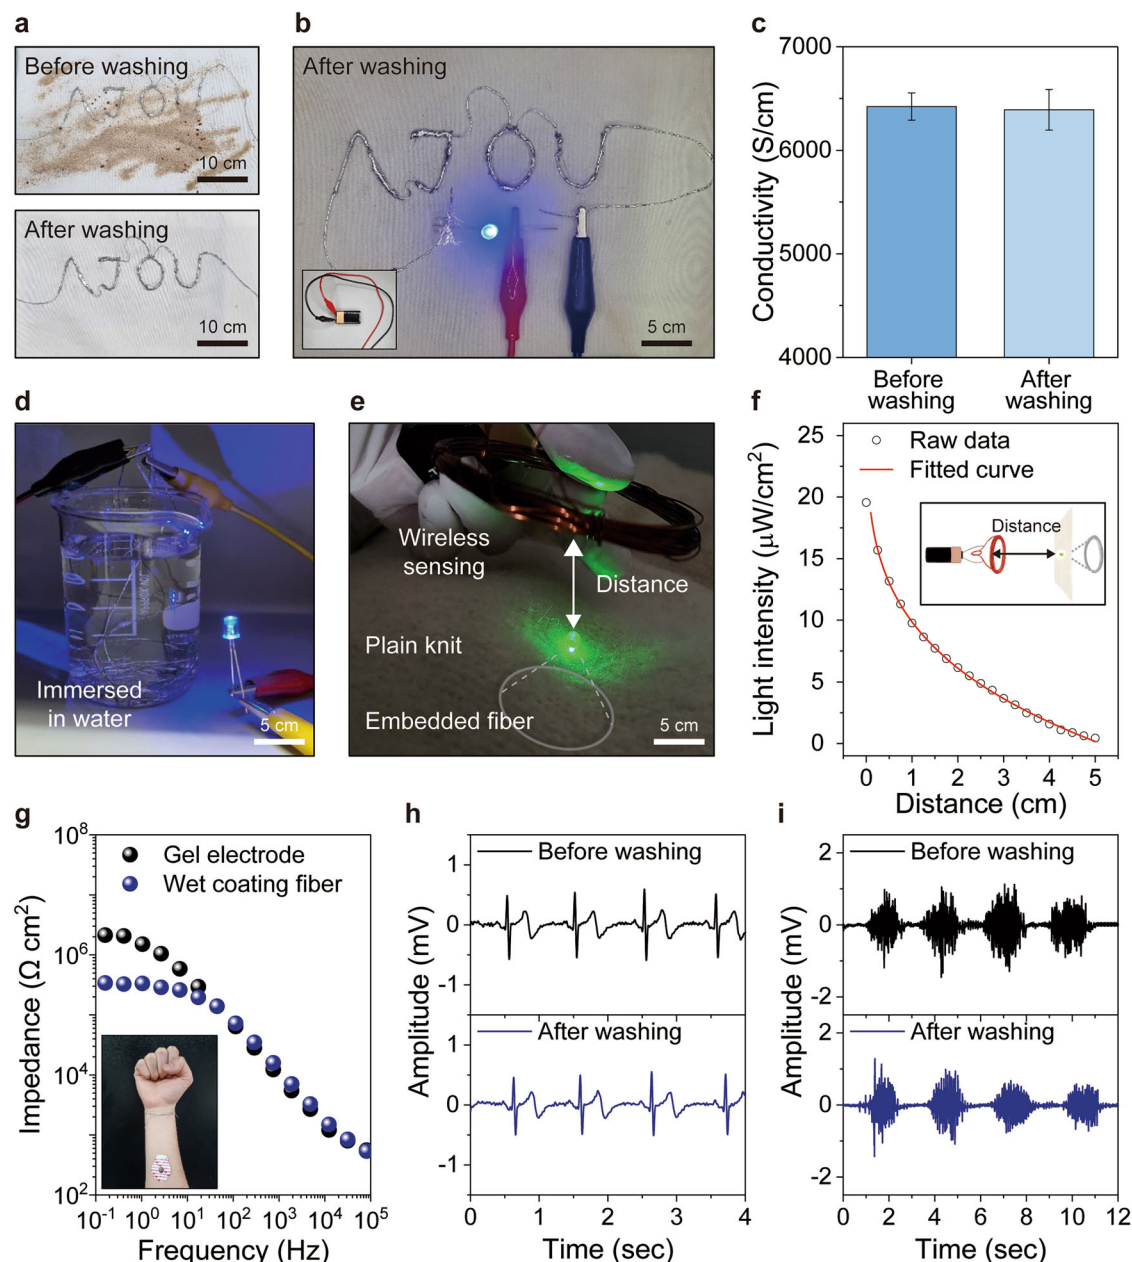 a
Before washing
10 cm
After washing
10 cm
b
After washing
AJOU
5 cm
c
7000
6000
5000
4000
Conductivity (S/cm)
Before
washing
After
washing
d
Immersed
in water
5 cm
e
Wireless
sensing
Distance
Plain knit
Embedded fiber
5 cm
f
Raw data
Fitted curve
Distance
25
20
15
10
5
0
Light intensity (μW/cm²)
0 1 2 3 4 5
Distance (cm)
g
Gel electrode
Wet coating fiber
10⁸
10⁶
10⁴
10²
Impedance (Ω cm²)
10⁻¹ 10⁰ 10¹ 10² 10³ 10⁴ 10⁵
Frequency (Hz)
h
Before washing
1
0
-1
After washing
1
0
-1
Amplitude (mV)
0 1 2 3 4
Time (sec)
i
Before washing
2
0
-2
After washing
2
0
-2
Amplitude (mV)
0 2 4 6 8 10 12
Time (sec)